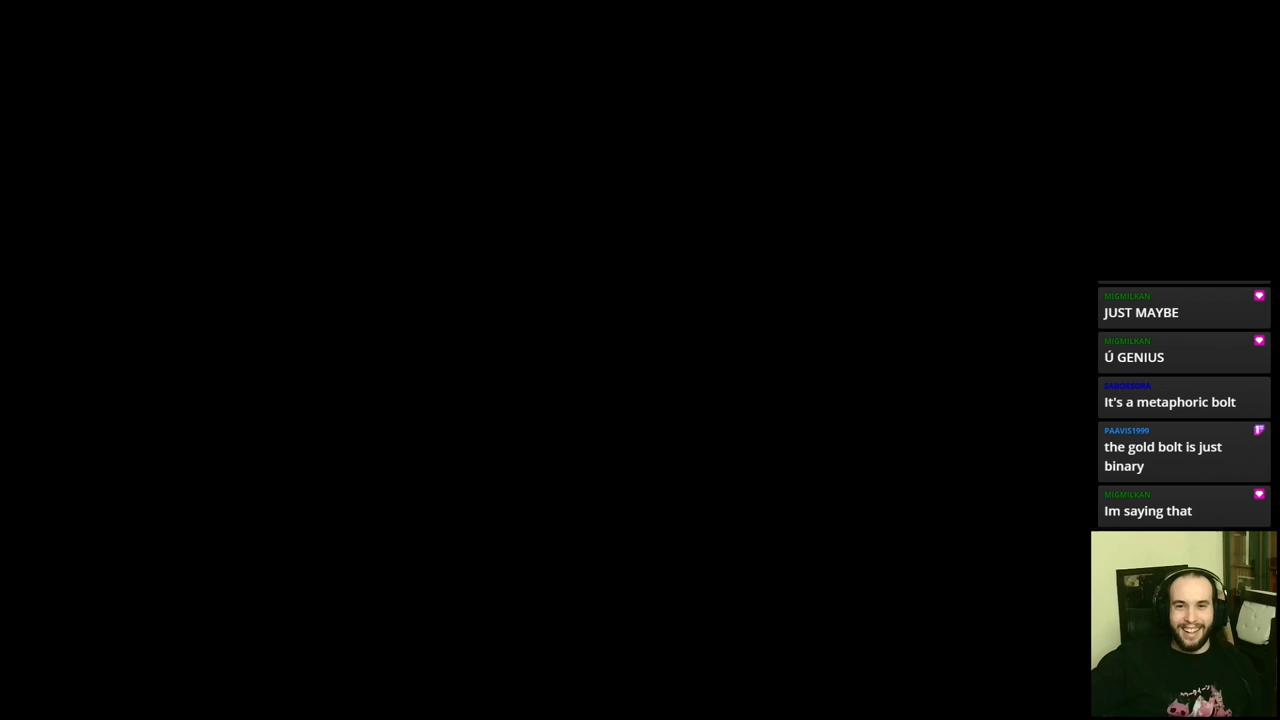 MIGMILKAN
JUST MAYBE
MIGMILKAN
Ú GENIUS
It's a metaphoric bolt
PAAVIS1999
the gold bolt is just
binary
MIGMILKAN
Im saying that